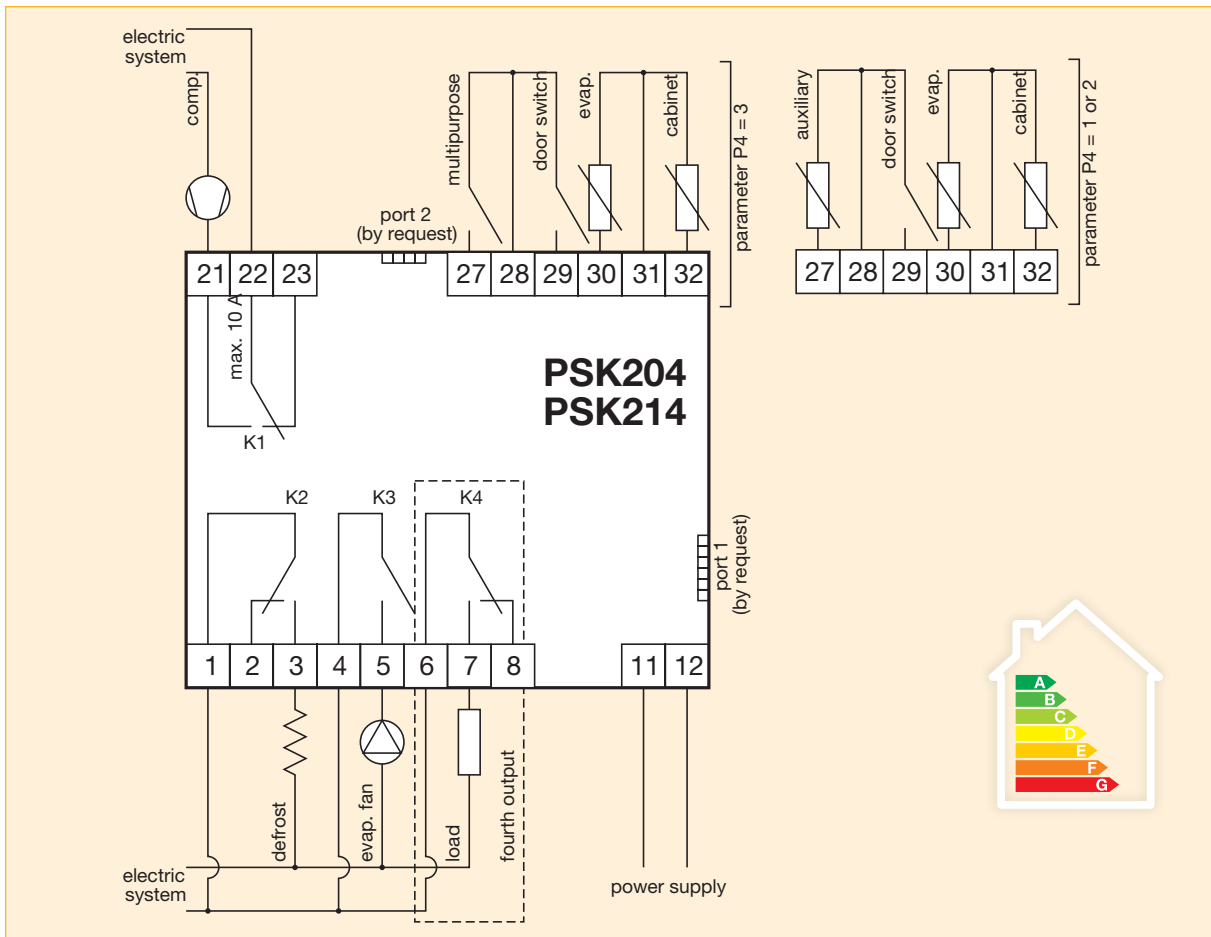 electric
system
comp.
multipurpose
door switch
evap.
cabinet
parameter P4 = 3
auxiliary
door switch
evap.
cabinet
parameter P4 = 1 or 2
port 2
(by request)
21 22 23
27 28 29 30 31 32
27 28 29 30 31 32
max. 10 A
K1
PSK204
PSK214
K2
K3
K4
port 1
(by request)
1 2 3 4 5 6 7 8
11 12
defrost
evap. fan
load
fourth output
electric
system
power supply
A
B
C
D
E
F
G